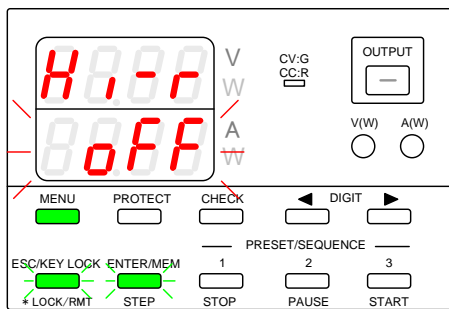 Hi-r
V
W
CV:G
CC:R
OUTPUT
oFF
A
W
V(W) A(W)
MENU PROTECT CHECK ◀ DIGIT ▶
PRESET/SEQUENCE
ESC/KEY LOCK ENTER/MEM 1 2 3
* LOCK/RMT STEP STOP PAUSE START